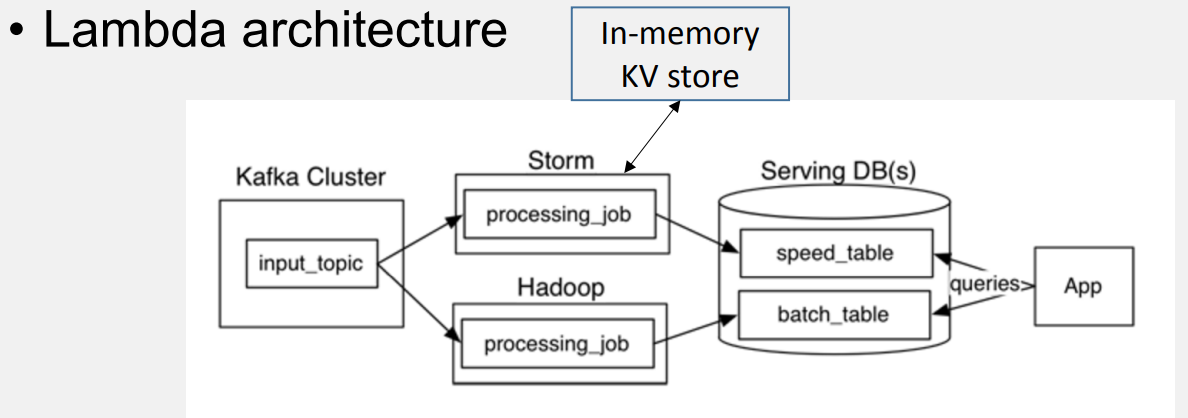 • Lambda architecture
In-memory
KV store
Kafka Cluster
input_topic
Storm
processing_job
Hadoop
processing_job
Serving DB(s)
speed_table
batch_table
queries
App